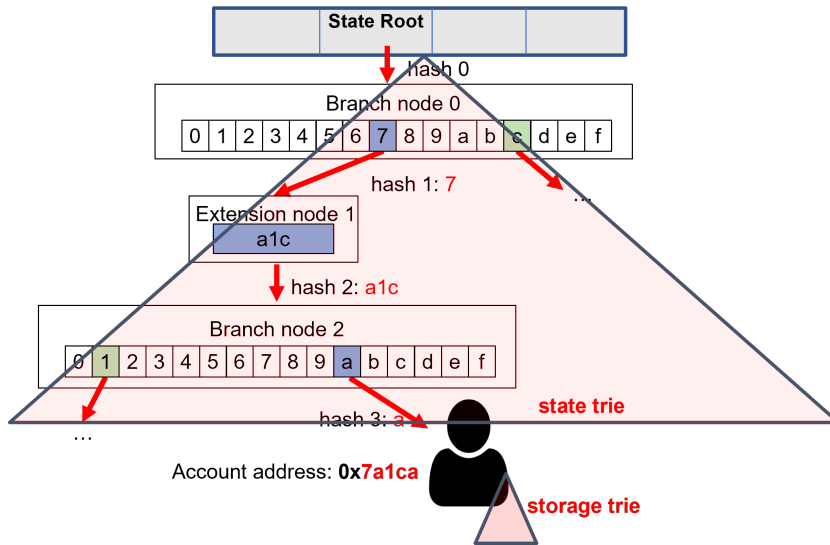 State Root
hash 0
Branch node 0
0 1 2 3 4 5 6 7 8 9 a b c d e f
hash 1: 7
...
Extension node 1
a1c
hash 2: a1c
Branch node 2
0 1 2 3 4 5 6 7 8 9 a b c d e f
hash 3: a
state trie
...
Account address: 0x7a1ca
storage trie